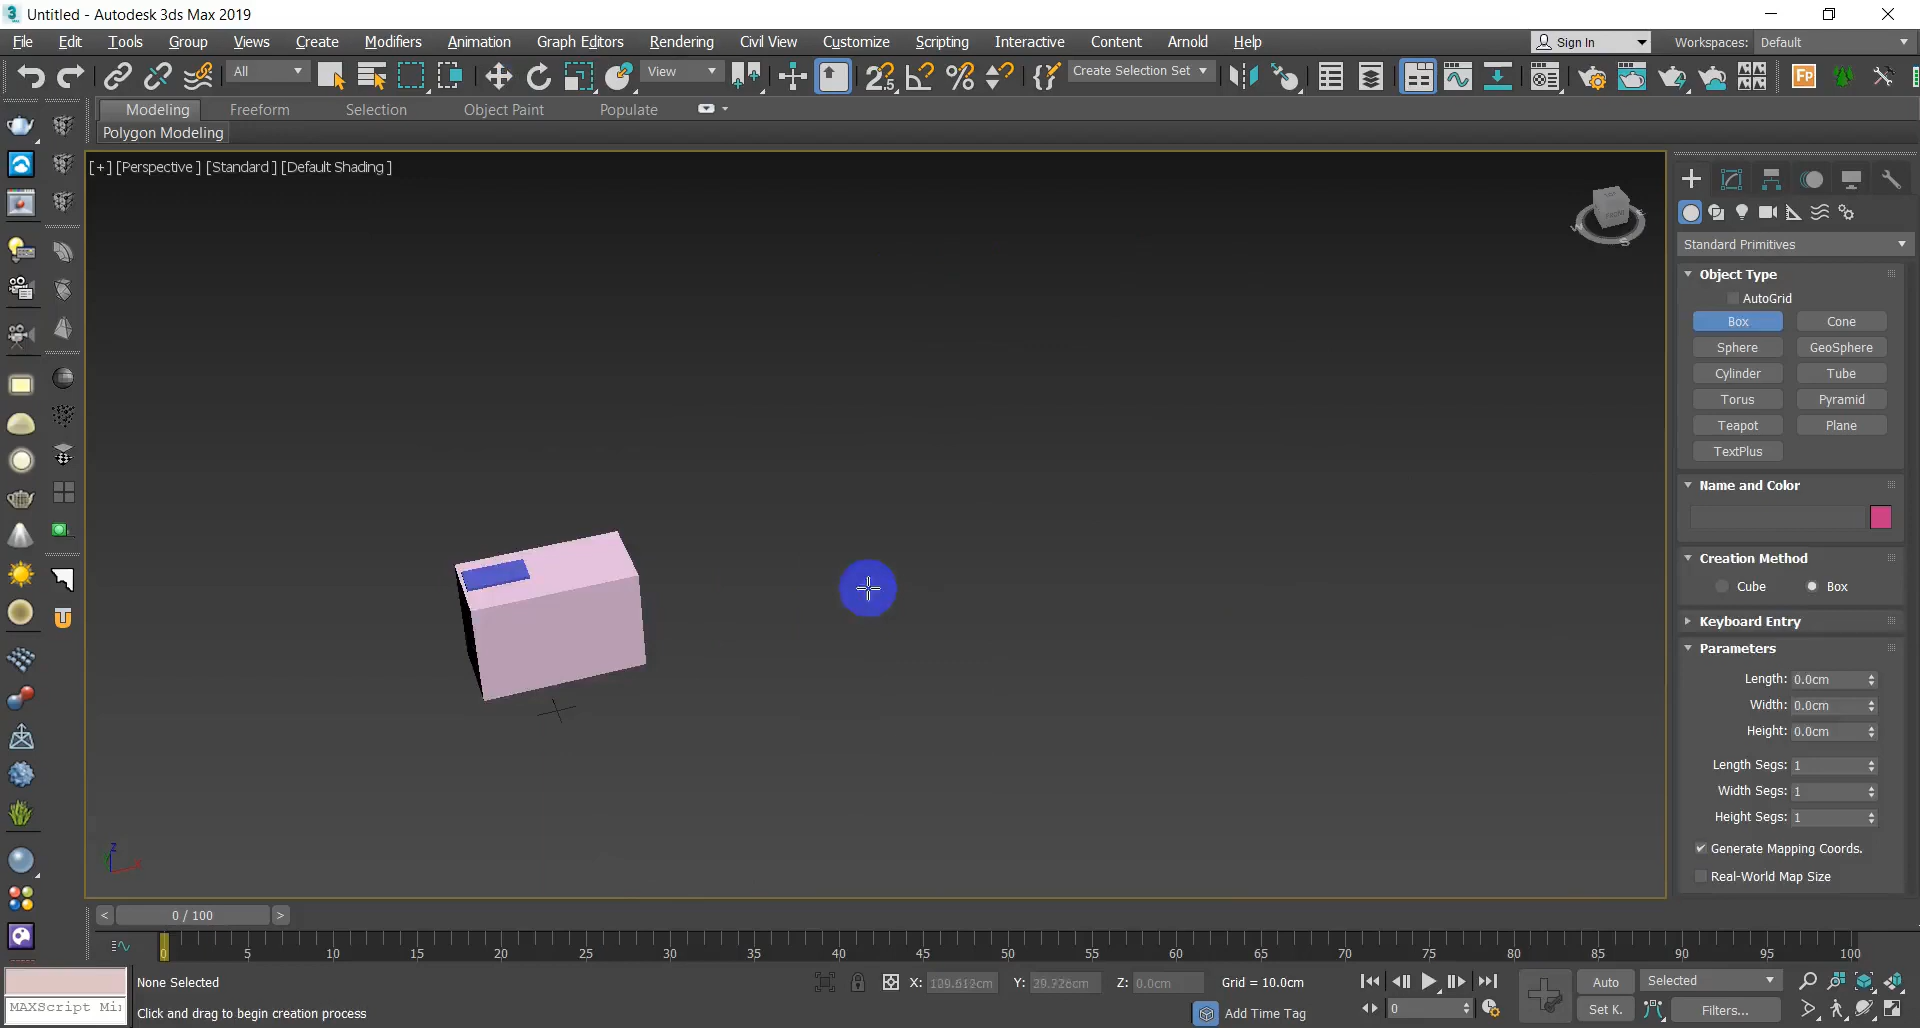 Untitled - Autodesk 3ds Max 2019
File Edit Tools Group Views Create Modifiers Animation Graph Editors Rendering Civil View Customize Scripting Interactive Content Arnold Help
Sign In Workspaces: Default
All View Create Selection Set
Modeling Freeform Selection Object Paint Populate
Polygon Modeling
[+] [Perspective ] [Standard ] [Default Shading ]
Standard Primitives
Object Type
AutoGrid
Box Cone
Sphere GeoSphere
Cylinder Tube
Torus Pyramid
Teapot Plane
TextPlus
Name and Color
Creation Method
Cube Box
Keyboard Entry
Parameters
Length: 0.0cm
Width: 0.0cm
Height: 0.0cm
Length Segs: 1
Width Segs: 1
Height Segs: 1
Generate Mapping Coords.
Real-World Map Size
< 0 / 100 >
0 5 10 15 20 25 30 35 40 45 50 55 60 65 70 75 80 85 90 95 100
None Selected X: Y: Z: 0.0cm Grid = 10.0cm Auto Selected
MAXScript Mi Click and drag to begin creation process Add Time Tag 0 Set K. Filters...